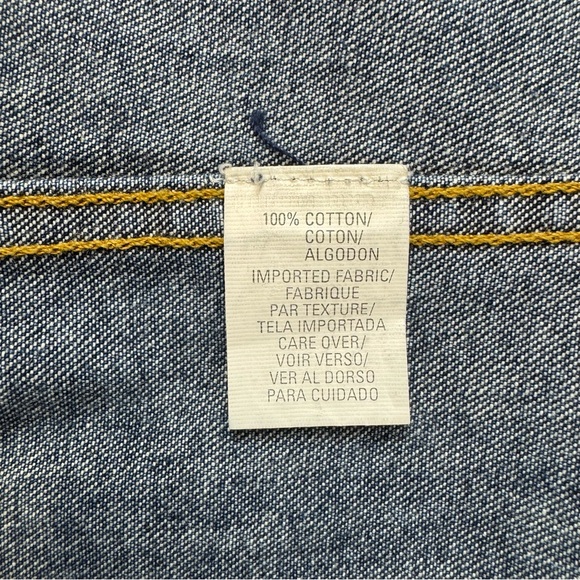 100% COTTON/
COTON/
ALGODON
IMPORTED FABRIC/
FABRIQUE
PAR TEXTURE/
TELA IMPORTADA
CARE OVER/
VOIR VERSO/
VER AL DORSO
PARA CUIDADO